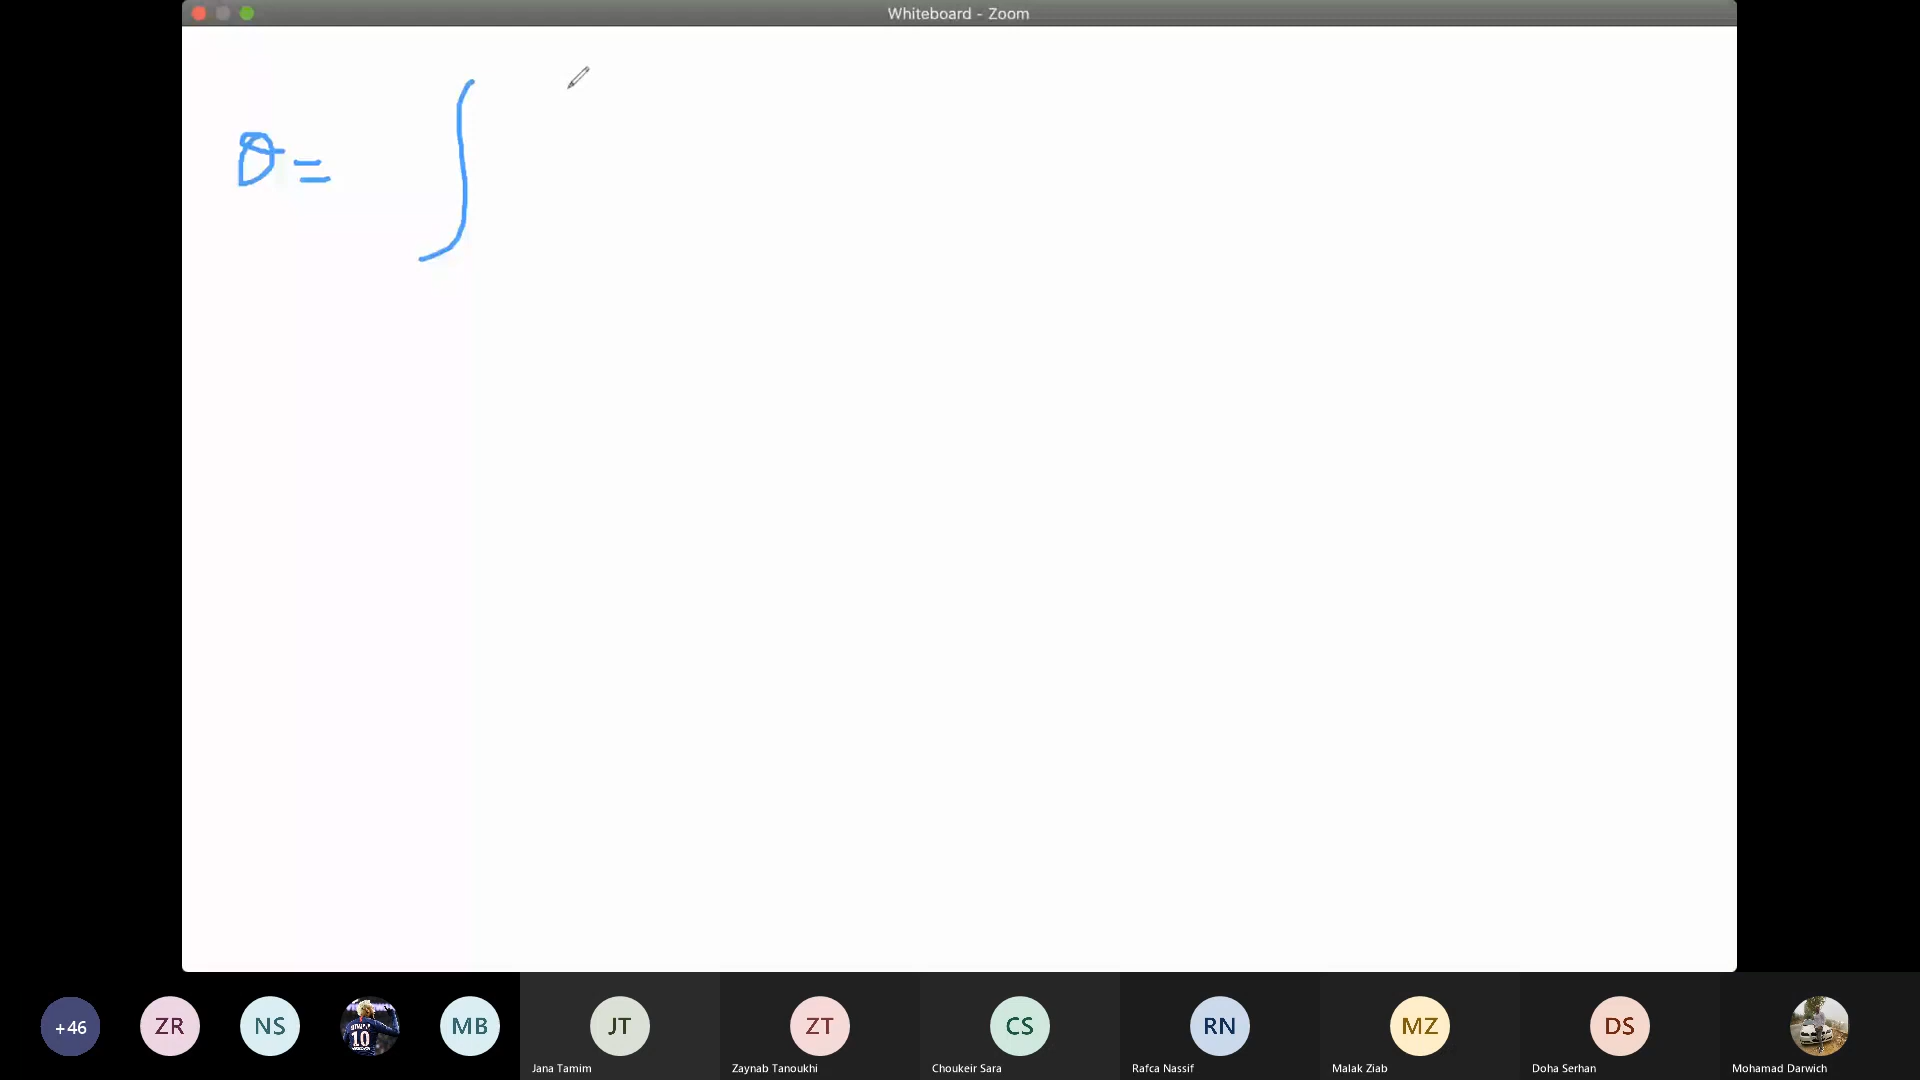 Whiteboard - Zoom
= ∫
+46
ZR
NS
10
MB
JT
ZT
CS
RN
MZ
DS
Jana Tamim
Zaynab Tanoukhi
Choukeir Sara
Rafca Nassif
Malak Ziab
Doha Serhan
Mohamad Darwich